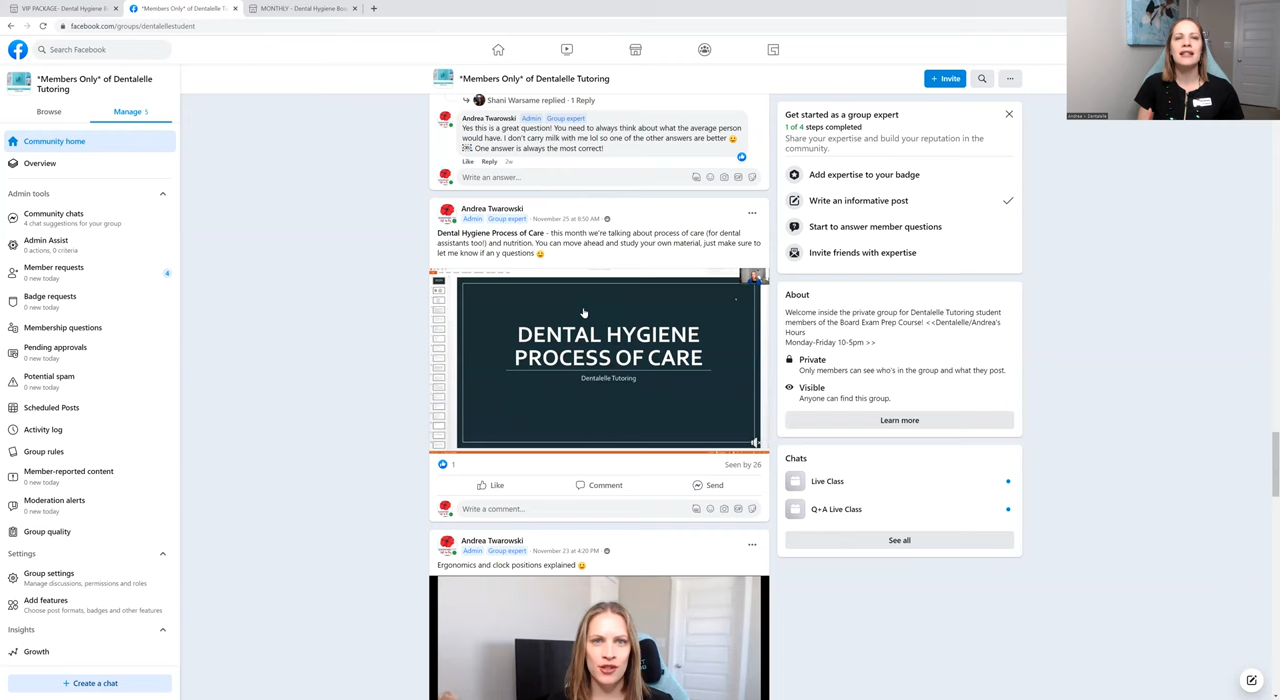 VIP PACKAGE- Dental Hygiene B
*Members Only* of Dentalelle T
MONTHLY - Dental Hygiene Boa
facebook.com/groups/dentalellestudent
Search Facebook
*Members Only* of Dentalelle
Tutoring
Browse
Manage 5
Community home
Overview
Admin tools
Community chats
4 chat suggestions for your group
Admin Assist
0 actions, 0 criteria
Member requests
0 new today
4
Badge requests
0 new today
Membership questions
Pending approvals
0 new today
Potential spam
0 new today
Scheduled Posts
Activity log
Group rules
Member-reported content
0 new today
Moderation alerts
0 new today
Group quality
Settings
Group settings
Manage discussions, permissions and roles
Add features
Choose post formats, badges and other features
Insights
Growth
+ Create a chat
*Members Only* of Dentalelle Tutoring
+ Invite
Shani Warsame replied · 1 Reply
Andrea Twarowski Admin Group expert
Yes this is a great question! You need to always think about what the average person
would have. I don't carry milk with me lol so one of the other answers are better
One answer is always the most correct!
Like Reply 2w
Write an answer...
Andrea Twarowski
Admin Group expert · November 25 at 8:50 AM ·
Dental Hygiene Process of Care - this month we're talking about process of care (for dental
assistants too!) and nutrition. You can move ahead and study your own material, just make sure to
let me know if an y questions
DENTAL HYGIENE
PROCESS OF CARE
Dentalelle Tutoring
1
Seen by 26
Like
Comment
Send
Write a comment...
Andrea Twarowski
Admin Group expert · November 23 at 4:20 PM ·
Ergonomics and clock positions explained
Get started as a group expert
1 of 4 steps completed
Share your expertise and build your reputation in the
community.
Add expertise to your badge
Write an informative post
Start to answer member questions
Invite friends with expertise
About
Welcome inside the private group for Dentalelle Tutoring student
members of the Board Exam Prep Course! <<Dentalelle/Andrea's
Hours
Monday-Friday 10-5pm >>
Private
Only members can see who's in the group and what they post.
Visible
Anyone can find this group.
Learn more
Chats
Live Class
Q+A Live Class
See all